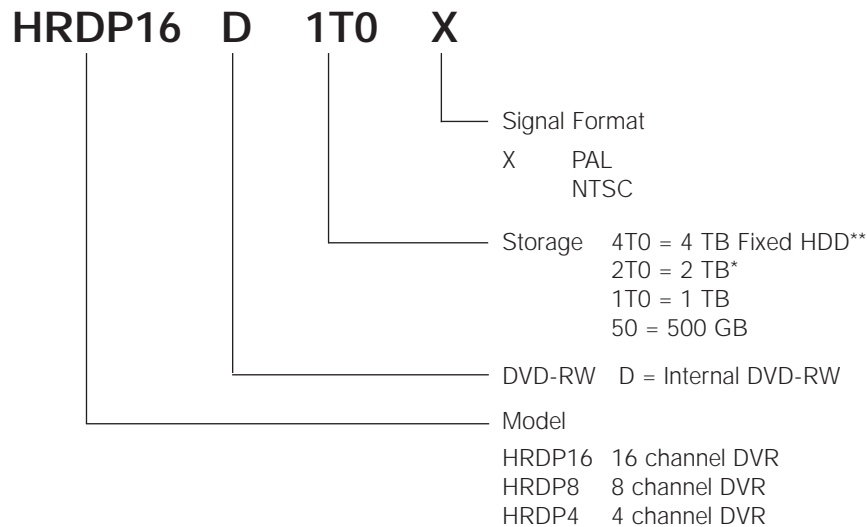 HRDP16 D 1T0 X
Signal Format
X PAL
NTSC
Storage 4T0 = 4 TB Fixed HDD**
2T0 = 2 TB*
1T0 = 1 TB
50 = 500 GB
DVD-RW D = Internal DVD-RW
Model
HRDP16 16 channel DVR
HRDP8 8 channel DVR
HRDP4 4 channel DVR